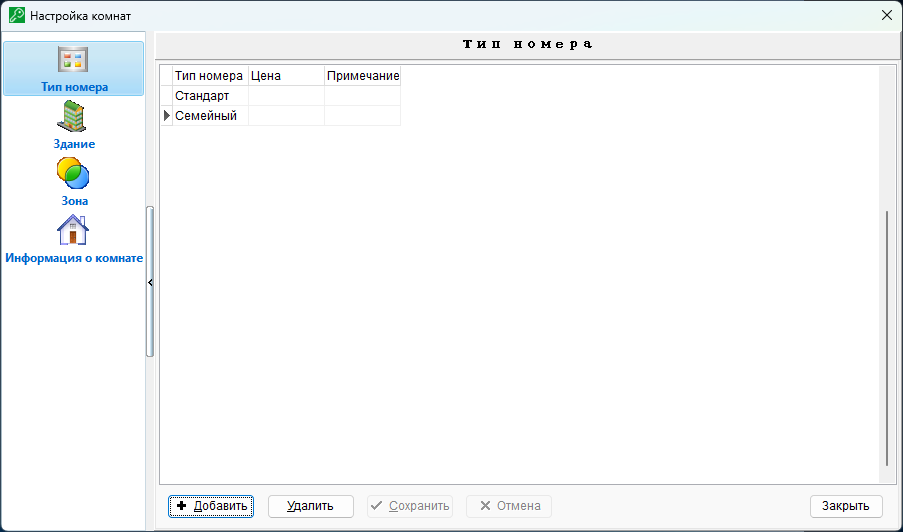 Настройка комнат
Тип номера
Здание
Зона
Информация о комнате
Тип номера
Тип номера Цена Примечание
Стандарт
Семейный
Добавить Удалить Сохранить Отмена Закрыть